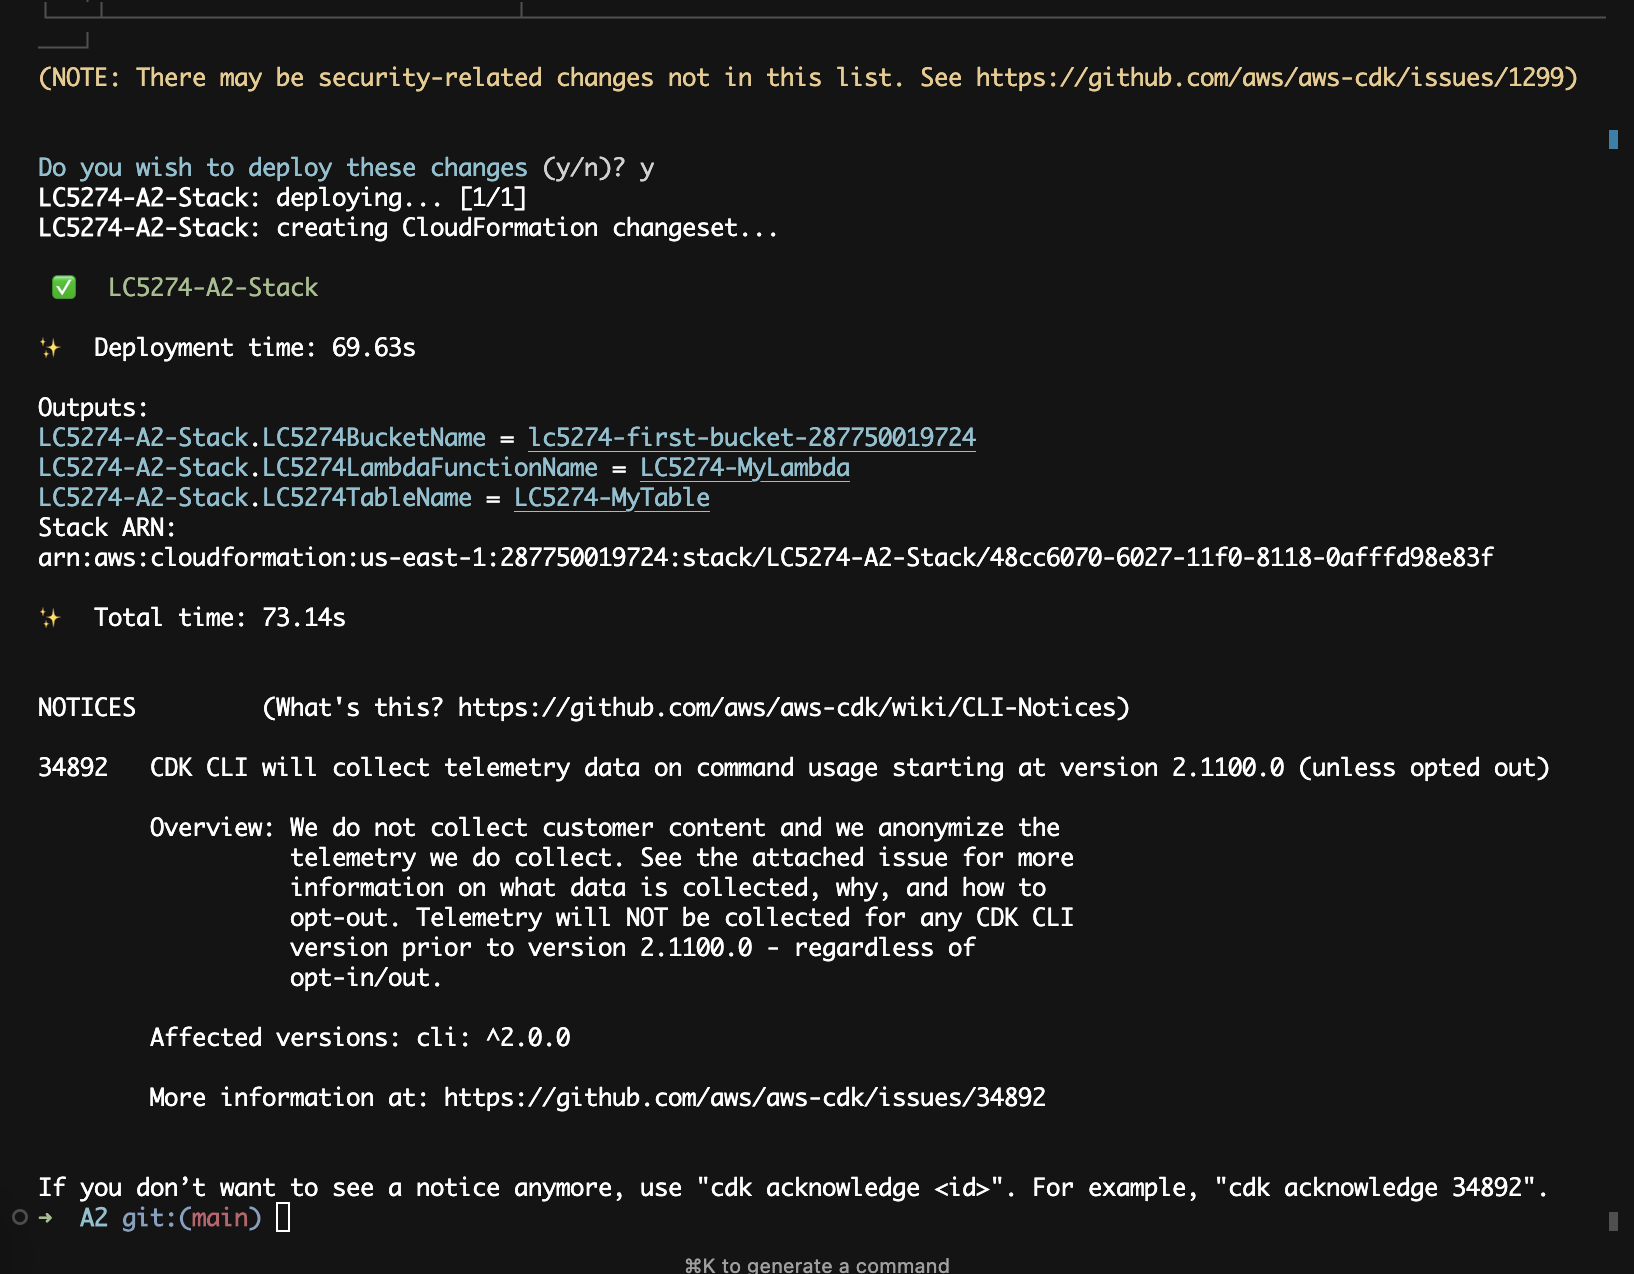 (NOTE: There may be security-related changes not in this list. See https://github.com/aws/aws-cdk/issues/1299)
Do you wish to deploy these changes (y/n)? y
LC5274-A2-Stack: deploying... [1/1]
LC5274-A2-Stack: creating CloudFormation changeset...
✅ LC5274-A2-Stack
✨ Deployment time: 69.63s
Outputs:
LC5274-A2-Stack.LC5274BucketName = lc5274-first-bucket-287750019724
LC5274-A2-Stack.LC5274LambdaFunctionName = LC5274-MyLambda
LC5274-A2-Stack.LC5274TableName = LC5274-MyTable
Stack ARN:
arn:aws:cloudformation:us-east-1:287750019724:stack/LC5274-A2-Stack/48cc6070-6027-11f0-8118-0afffd98e83f
✨ Total time: 73.14s
NOTICES (What's this? https://github.com/aws/aws-cdk/wiki/CLI-Notices)
34892 CDK CLI will collect telemetry data on command usage starting at version 2.1100.0 (unless opted out)
Overview: We do not collect customer content and we anonymize the
telemetry we do collect. See the attached issue for more
information on what data is collected, why, and how to
opt-out. Telemetry will NOT be collected for any CDK CLI
version prior to version 2.1100.0 - regardless of
opt-in/out.
Affected versions: cli: ^2.0.0
More information at: https://github.com/aws/aws-cdk/issues/34892
If you don’t want to see a notice anymore, use "cdk acknowledge <id>". For example, "cdk acknowledge 34892".
➜ A2 git:(main)
⌘K to generate a command